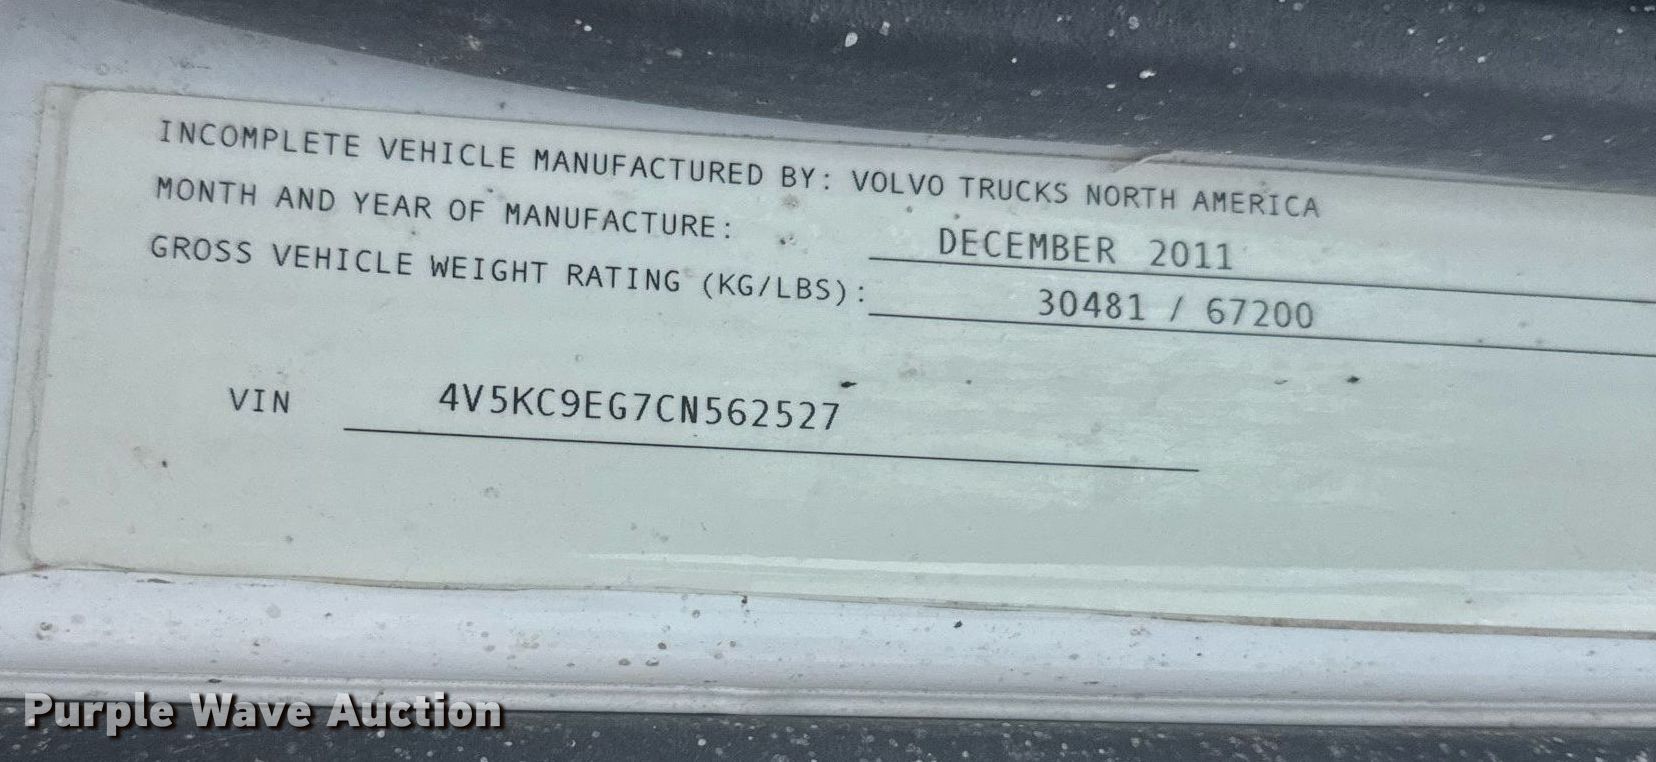 INCOMPLETE VEHICLE MANUFACTURED BY: VOLVO TRUCKS NORTH AMERICA
MONTH AND YEAR OF MANUFACTURE: DECEMBER 2011
GROSS VEHICLE WEIGHT RATING (KG/LBS): 30481 / 67200
VIN 4V5KC9EG7CN562527
Purple Wave Auction